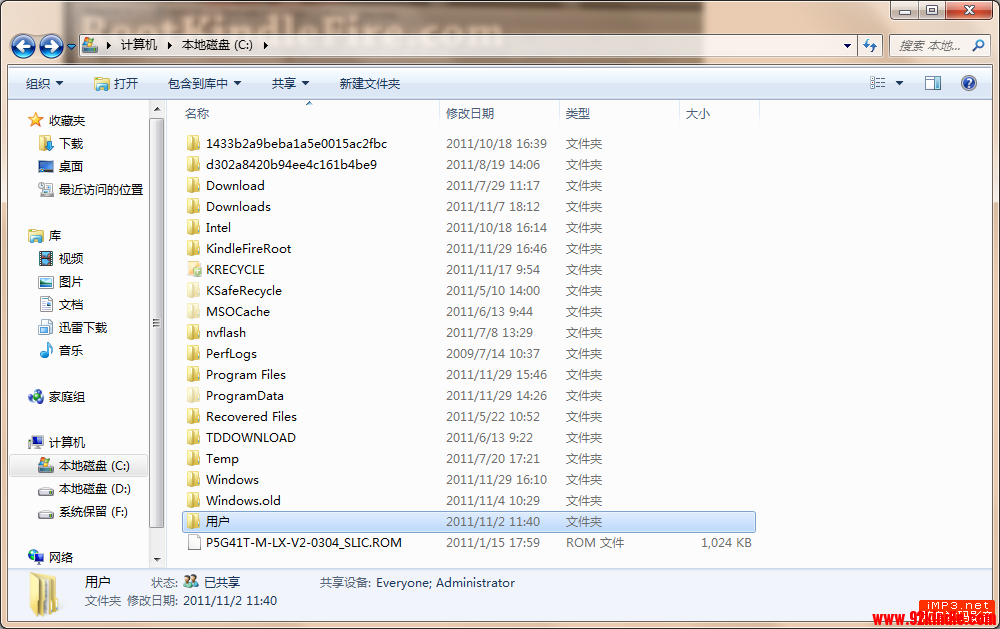 RootKindleFire.com
计算机 本地磁盘 (C:)
搜索 本地...
组织 打开 包含到库中 共享 新建文件夹
收藏夹
下载
桌面
最近访问的位置
库
视频
图片
文档
迅雷下载
音乐
家庭组
计算机
本地磁盘 (C:)
本地磁盘 (D:)
系统保留 (F:)
网络
名称 修改日期 类型 大小
1433b2a9beba1a5e0015ac2fbc 2011/10/18 16:39 文件夹
d302a8420b94ee4c161b4be9 2011/8/19 14:06 文件夹
Download 2011/7/29 11:17 文件夹
Downloads 2011/11/7 18:12 文件夹
Intel 2011/10/18 16:14 文件夹
KindleFireRoot 2011/11/29 16:46 文件夹
KRECYCLE 2011/11/17 9:54 文件夹
KSafeRecycle 2011/5/10 14:00 文件夹
MSOCache 2011/6/13 9:44 文件夹
nvflash 2011/7/8 13:29 文件夹
PerfLogs 2009/7/14 10:37 文件夹
Program Files 2011/11/29 15:46 文件夹
ProgramData 2011/11/29 14:26 文件夹
Recovered Files 2011/5/22 10:52 文件夹
TDDOWNLOAD 2011/6/13 9:22 文件夹
Temp 2011/7/20 17:21 文件夹
Windows 2011/11/29 16:10 文件夹
Windows.old 2011/11/4 10:29 文件夹
用户 2011/11/2 11:40 文件夹
P5G41T-M-LX-V2-0304_SLIC.ROM 2011/1/15 17:59 ROM 文件 1,024 KB
用户 状态: 已共享 共享设备: Everyone; Administrator
文件夹 修改日期: 2011/11/2 11:40
iMP3.net
www.92kindle.com